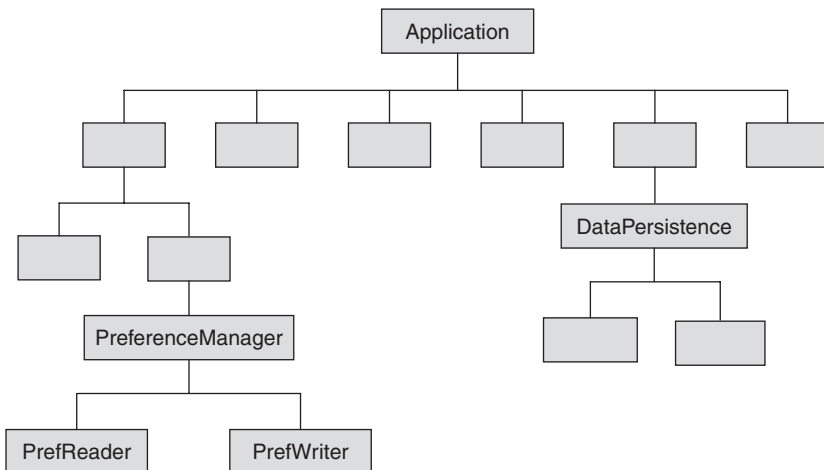 Application
DataPersistence
PreferenceManager
PrefReader
PrefWriter